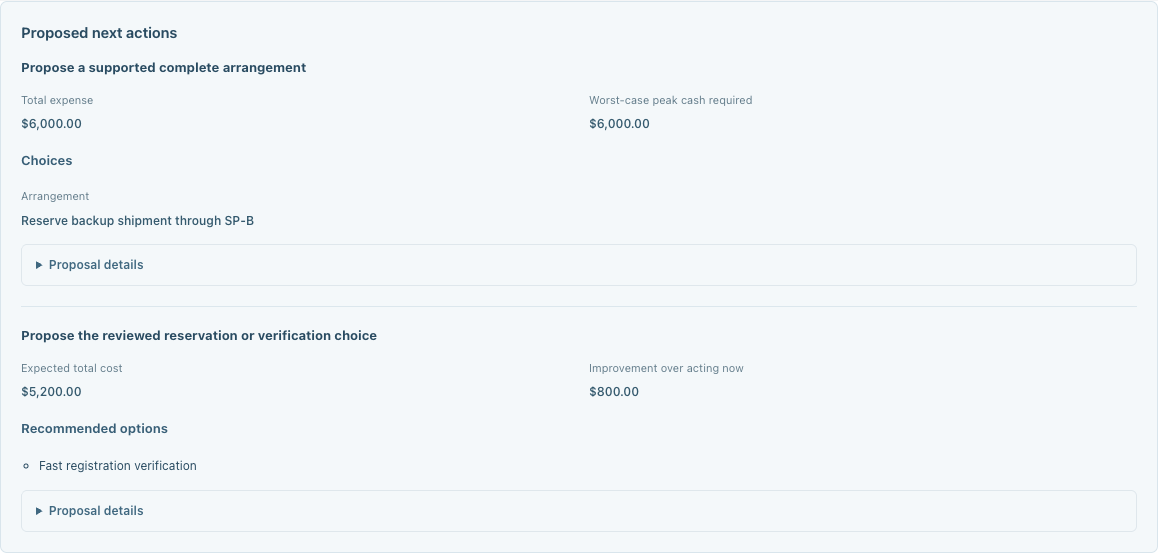 Proposed next actions
Propose a supported complete arrangement
Total expense
Worst-case peak cash required
$6,000.00
$6,000.00
Choices
Arrangement
Reserve backup shipment through SP-B
Proposal details
Propose the reviewed reservation or verification choice
Expected total cost
Improvement over acting now
$5,200.00
$800.00
Recommended options
Fast registration verification
Proposal details